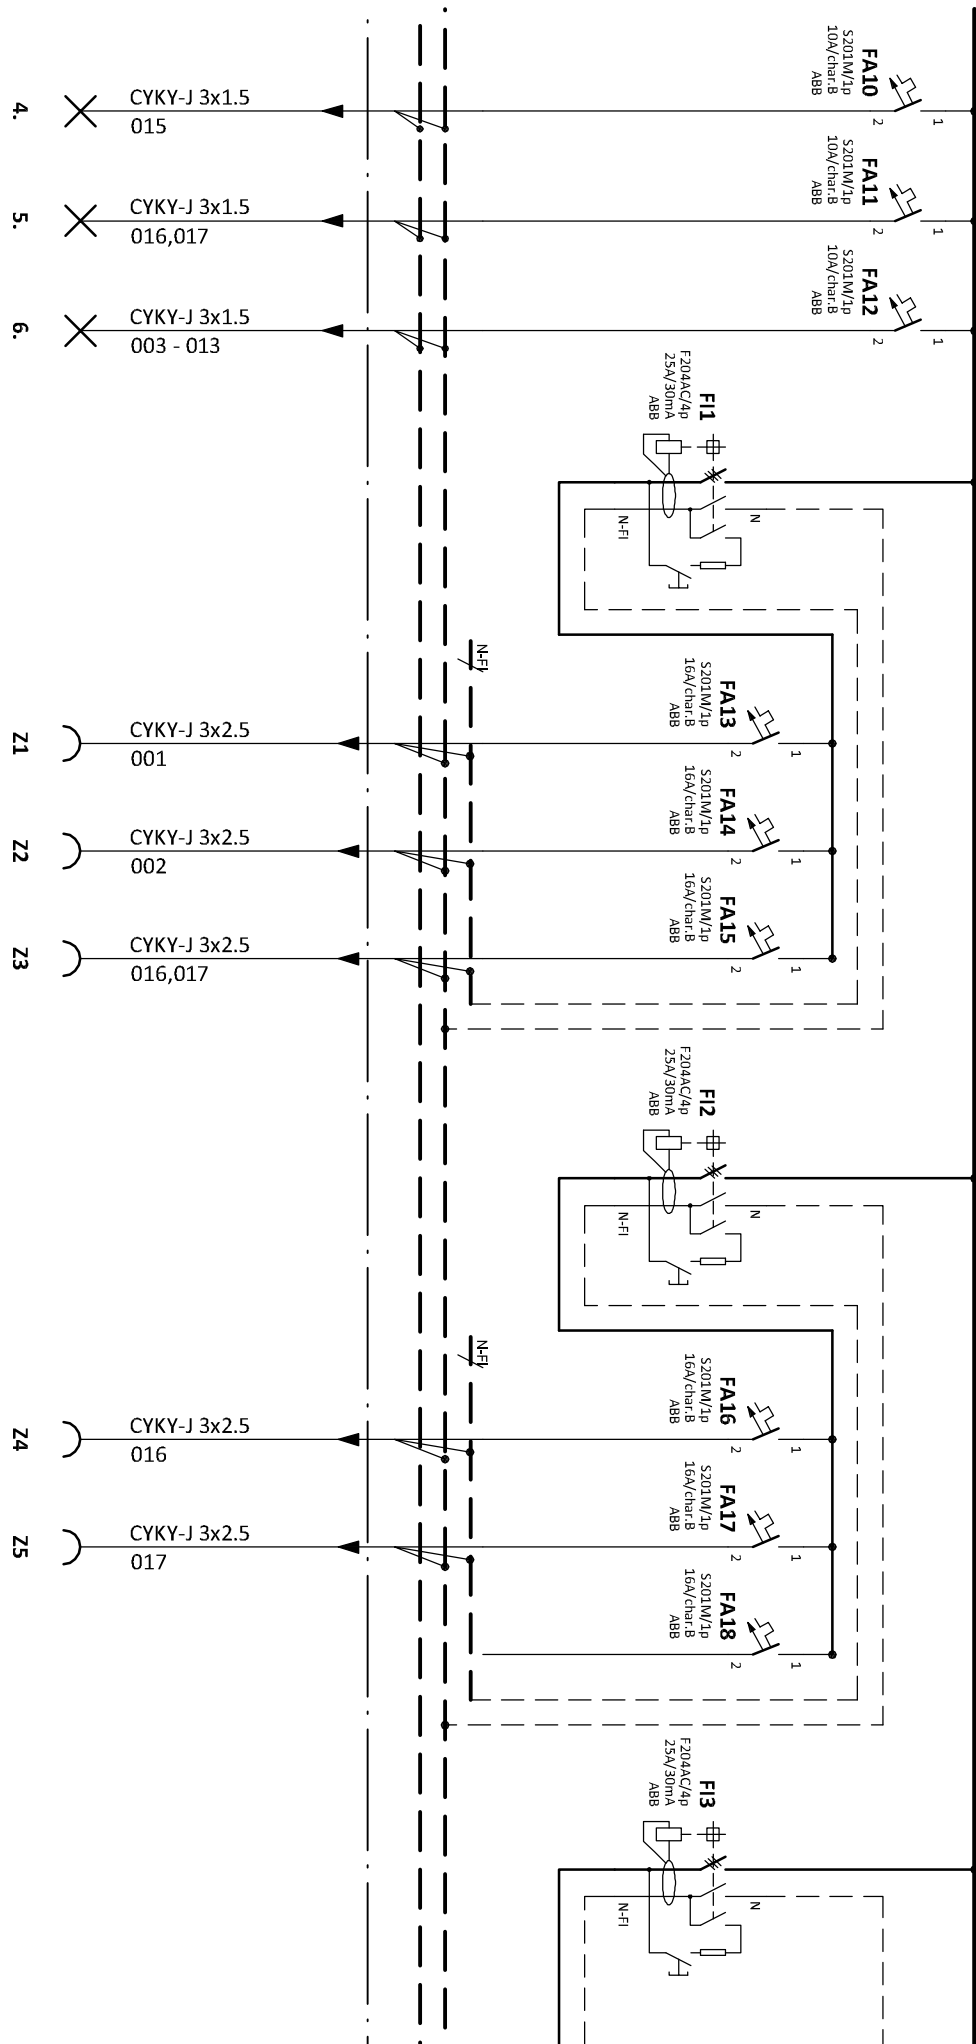 FA10
S201M/1p
10A/char.B
ABB
1
2
CYKY-J 3x1.5
015
4.
FA11
S201M/1p
10A/char.B
ABB
1
2
CYKY-J 3x1.5
016,017
5.
FA12
S201M/1p
10A/char.B
ABB
1
2
CYKY-J 3x1.5
003 - 013
6.
FI1
F204AC/4p
25A/30mA
ABB
N
N-FI
N-FI
FA13
S201M/1p
16A/char.B
ABB
1
2
CYKY-J 3x2.5
001
Z1
FA14
S201M/1p
16A/char.B
ABB
1
2
CYKY-J 3x2.5
002
Z2
FA15
S201M/1p
16A/char.B
ABB
1
2
CYKY-J 3x2.5
016,017
Z3
FI2
F204AC/4p
25A/30mA
ABB
N
N-FI
N-FI
FA16
S201M/1p
16A/char.B
ABB
1
2
CYKY-J 3x2.5
016
Z4
FA17
S201M/1p
16A/char.B
ABB
1
2
CYKY-J 3x2.5
017
Z5
FA18
S201M/1p
16A/char.B
ABB
1
2
FI3
F204AC/4p
25A/30mA
ABB
N
N-FI